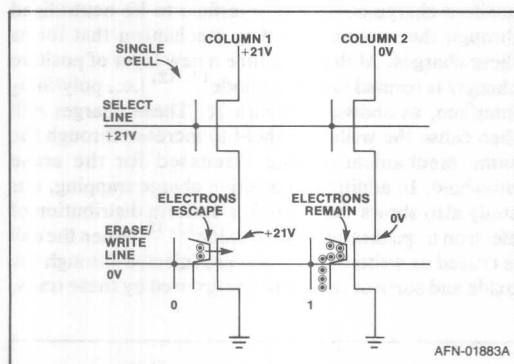 COLUMN 1
+21V
COLUMN 2
0V
SINGLE
CELL
SELECT
LINE
+21V
ELECTRONS
ESCAPE
ELECTRONS
REMAIN
0V
+21V
ERASE/
WRITE
LINE
0V
0
1
AFN-01883A